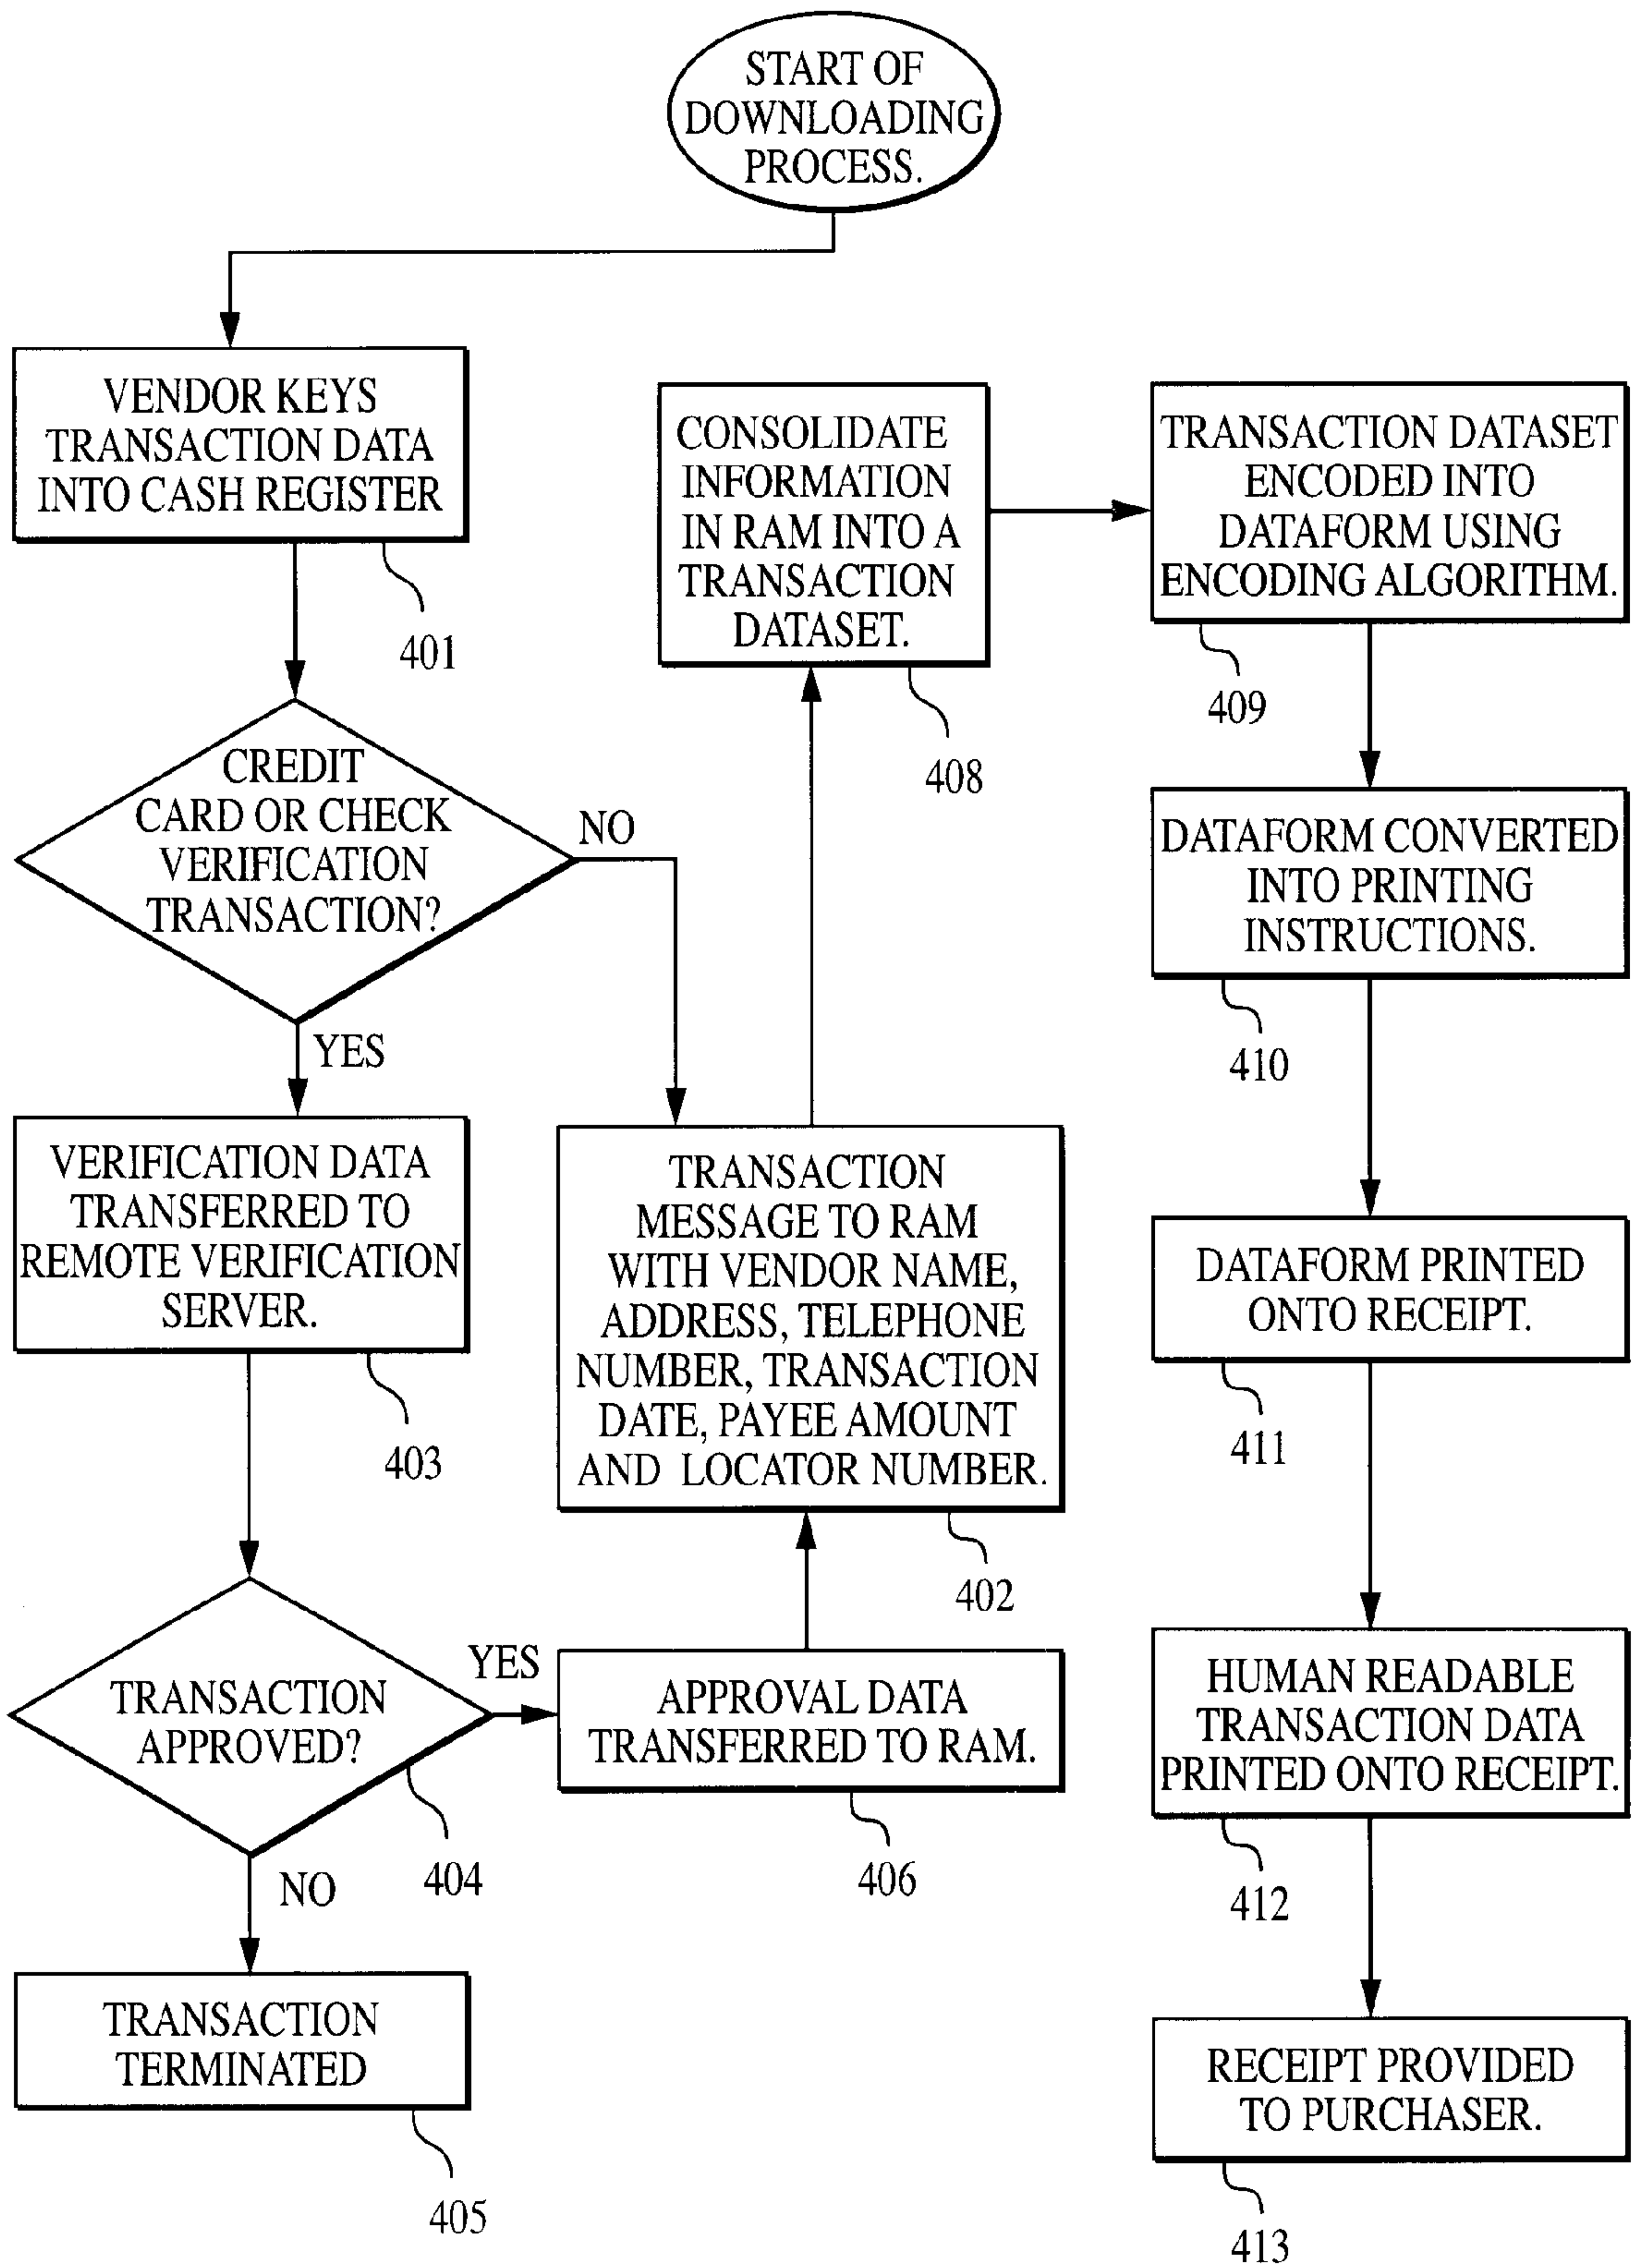 START OF
DOWNLOADING
PROCESS.
VENDOR KEYS
TRANSACTION DATA
INTO CASH REGISTER
401
CREDIT
CARD OR CHECK
VERIFICATION
TRANSACTION?
NO
YES
VERIFICATION DATA
TRANSFERRED TO
REMOTE VERIFICATION
SERVER.
403
TRANSACTION
APPROVED?
404
YES
NO
TRANSACTION
TERMINATED
405
APPROVAL DATA
TRANSFERRED TO RAM.
406
TRANSACTION
MESSAGE TO RAM
WITH VENDOR NAME,
ADDRESS, TELEPHONE
NUMBER, TRANSACTION
DATE, PAYEE AMOUNT
AND LOCATOR NUMBER.
402
CONSOLIDATE
INFORMATION
IN RAM INTO A
TRANSACTION
DATASET.
408
TRANSACTION DATASET
ENCODED INTO
DATAFORM USING
ENCODING ALGORITHM.
409
DATAFORM CONVERTED
INTO PRINTING
INSTRUCTIONS.
410
DATAFORM PRINTED
ONTO RECEIPT.
411
HUMAN READABLE
TRANSACTION DATA
PRINTED ONTO RECEIPT.
412
RECEIPT PROVIDED
TO PURCHASER.
413